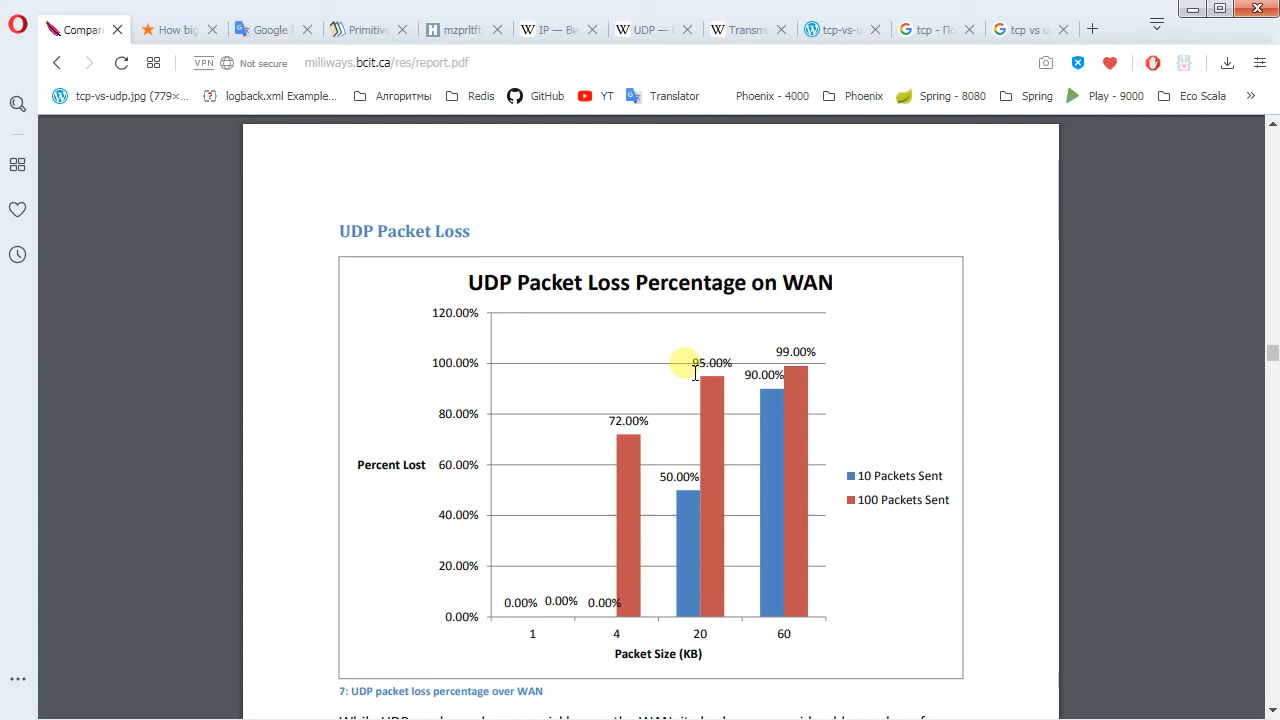 Compari
How big
Google
Primitive
mzprltft
IP — Ви
UDP —
Transmi
tcp-vs-u
tcp - По
tcp vs u
VPN
Not secure
milliways.bcit.ca/res/report.pdf
tcp-vs-udp.jpg (779×...
logback.xml Example...
Алгоритмы
Redis
GitHub
YT
Translator
Phoenix - 4000
Phoenix
Spring - 8080
Spring
Play - 9000
Eco Scala
UDP Packet Loss
UDP Packet Loss Percentage on WAN
120.00%
100.00%
80.00%
Percent Lost
60.00%
40.00%
20.00%
0.00%
0.00%
0.00%
0.00%
72.00%
50.00%
95.00%
90.00%
99.00%
1
4
20
60
Packet Size (KB)
10 Packets Sent
100 Packets Sent
7: UDP packet loss percentage over WAN